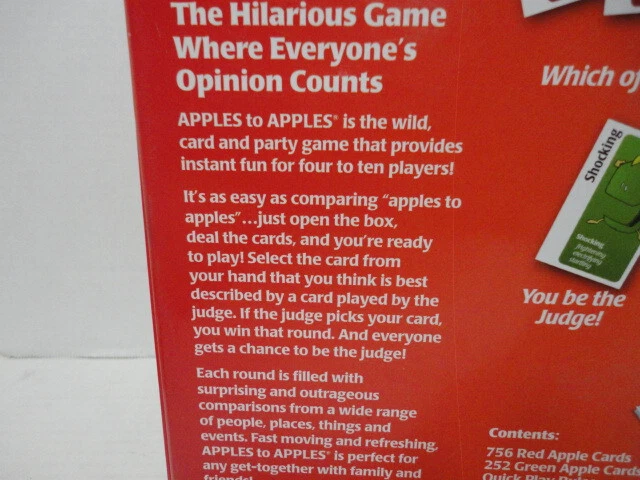 The Hilarious Game
Where Everyone's
Opinion Counts
APPLES to APPLES® is the wild,
card and party game that provides
instant fun for four to ten players!
It's as easy as comparing "apples to
apples"...just open the box,
deal the cards, and you're ready
to play! Select the card from
your hand that you think is best
described by a card played by the
judge. If the judge picks your card,
you win that round. And everyone
gets a chance to be the judge!
Each round is filled with
surprising and outrageous
comparisons from a wide range
of people, places, things and
events. Fast moving and refreshing,
APPLES to APPLES® is perfect for
any get-together with family and
friends!
Which of
Shocking
Shocking
frightening
electrifying
startling
You be the
Judge!
Contents:
756 Red Apple Cards
252 Green Apple Cards
Quick Play Rules